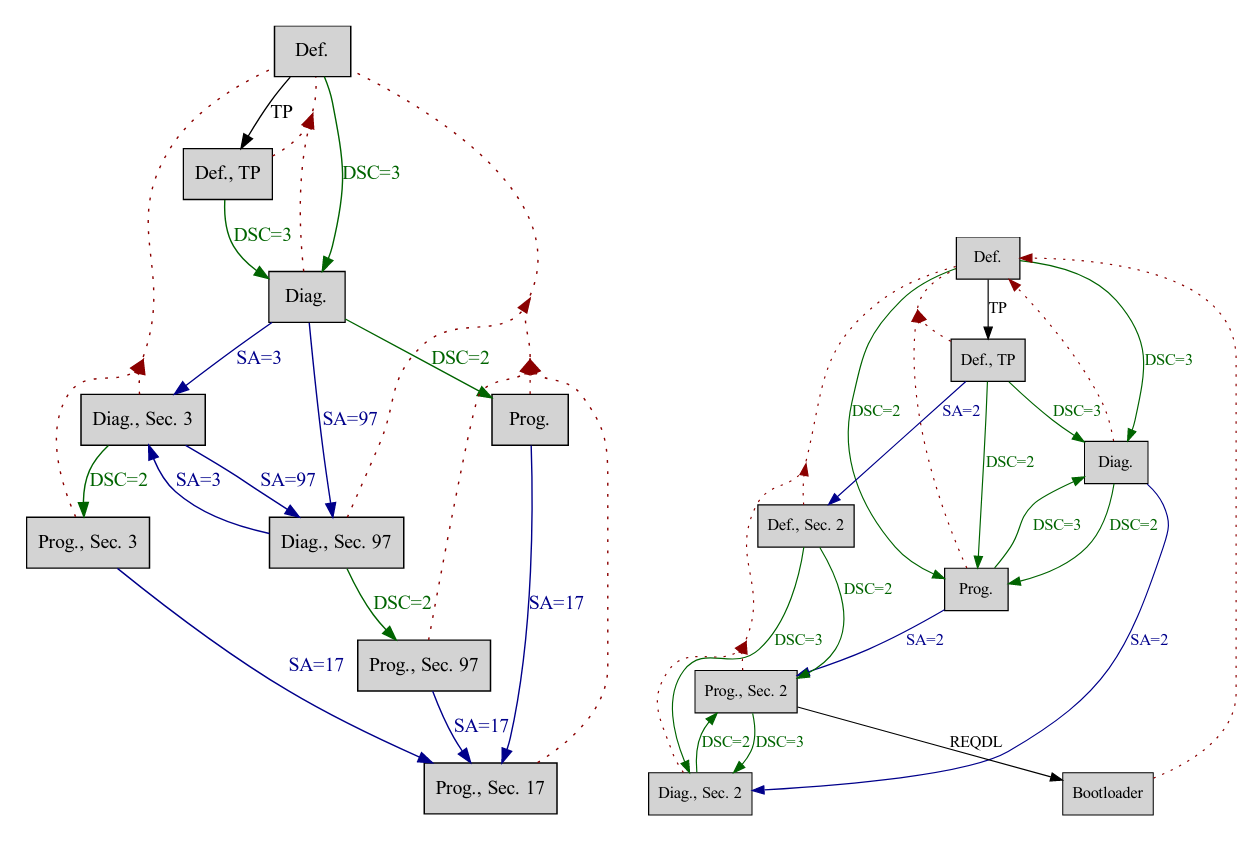 Def.
TP
Def., TP
DSC=3
DSC=3
Diag.
SA=3
DSC=2
Diag., Sec. 3
SA=97
Prog.
DSC=2
SA=3
SA=97
Prog., Sec. 3
Diag., Sec. 97
DSC=2
SA=17
SA=17
Prog., Sec. 97
SA=17
Prog., Sec. 17
Def.
TP
Def., TP
DSC=3
DSC=2
SA=2
DSC=3
DSC=2
Diag.
Def., Sec. 2
DSC=3
DSC=2
DSC=2
Prog.
DSC=3
SA=2
SA=2
Prog., Sec. 2
DSC=2
DSC=3
REQDL
Diag., Sec. 2
Bootloader